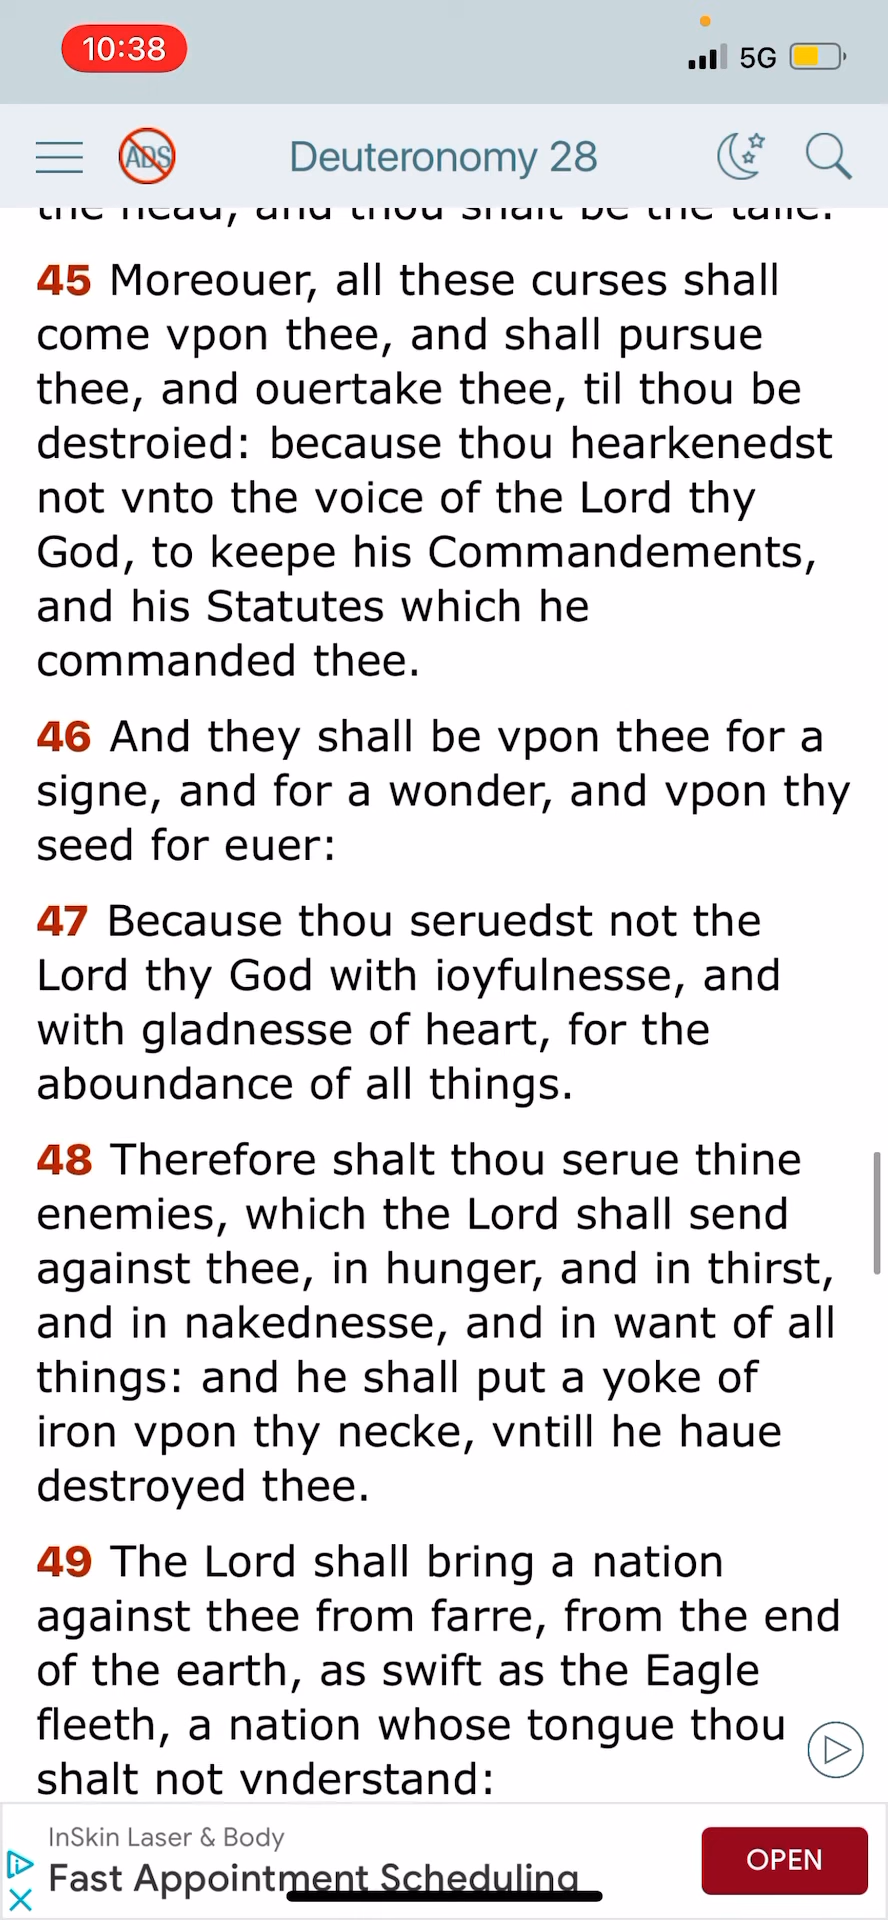 10:38
5G
ADS
Deuteronomy 28
the head, and thou shalt be the taile.
45 Moreouer, all these curses shall
come vpon thee, and shall pursue
thee, and ouertake thee, til thou be
destroied: because thou hearkenedst
not vnto the voice of the Lord thy
God, to keepe his Commandements,
and his Statutes which he
commanded thee.
46 And they shall be vpon thee for a
signe, and for a wonder, and vpon thy
seed for euer:
47 Because thou seruedst not the
Lord thy God with ioyfulnesse, and
with gladnesse of heart, for the
aboundance of all things.
48 Therefore shalt thou serue thine
enemies, which the Lord shall send
against thee, in hunger, and in thirst,
and in nakednesse, and in want of all
things: and he shall put a yoke of
iron vpon thy necke, vntill he haue
destroyed thee.
49 The Lord shall bring a nation
against thee from farre, from the end
of the earth, as swift as the Eagle
fleeth, a nation whose tongue thou
shalt not vnderstand:
InSkin Laser & Body
Fast Appointment Scheduling
OPEN